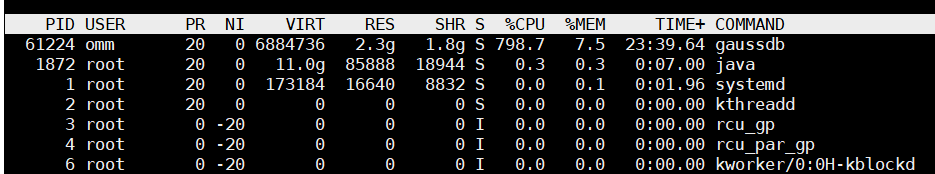 PID USER PR NI VIRT RES SHR S %CPU %MEM TIME+ COMMAND
61224 omm 20 0 6884736 2.3g 1.8g S 798.7 7.5 23:39.64 gaussdb
1872 root 20 0 11.0g 85888 18944 S 0.3 0.3 0:07.00 java
1 root 20 0 173184 16640 8832 S 0.0 0.1 0:01.96 systemd
2 root 20 0 0 0 0 S 0.0 0.0 0:00.00 kthreadd
3 root 0 -20 0 0 0 I 0.0 0.0 0:00.00 rcu_gp
4 root 0 -20 0 0 0 I 0.0 0.0 0:00.00 rcu_par_gp
6 root 0 -20 0 0 0 I 0.0 0.0 0:00.00 kworker/0:0H-kblockd